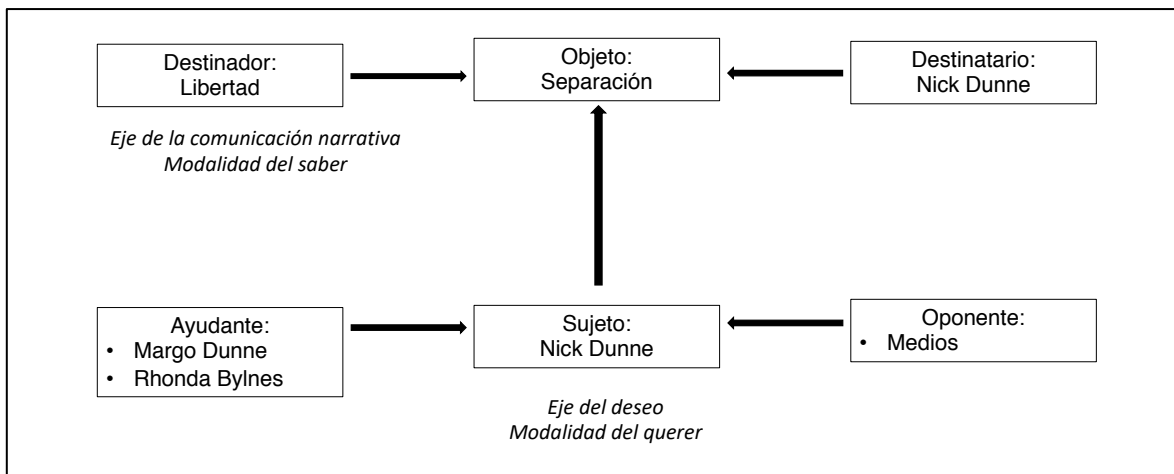 Destinador:
Libertad
Objeto:
Separación
Destinatario:
Nick Dunne
Eje de la comunicación narrativa
Modalidad del saber
Ayudante:
• Margo Dunne
• Rhonda Bylnes
Sujeto:
Nick Dunne
Oponente:
• Medios
Eje del deseo
Modalidad del querer